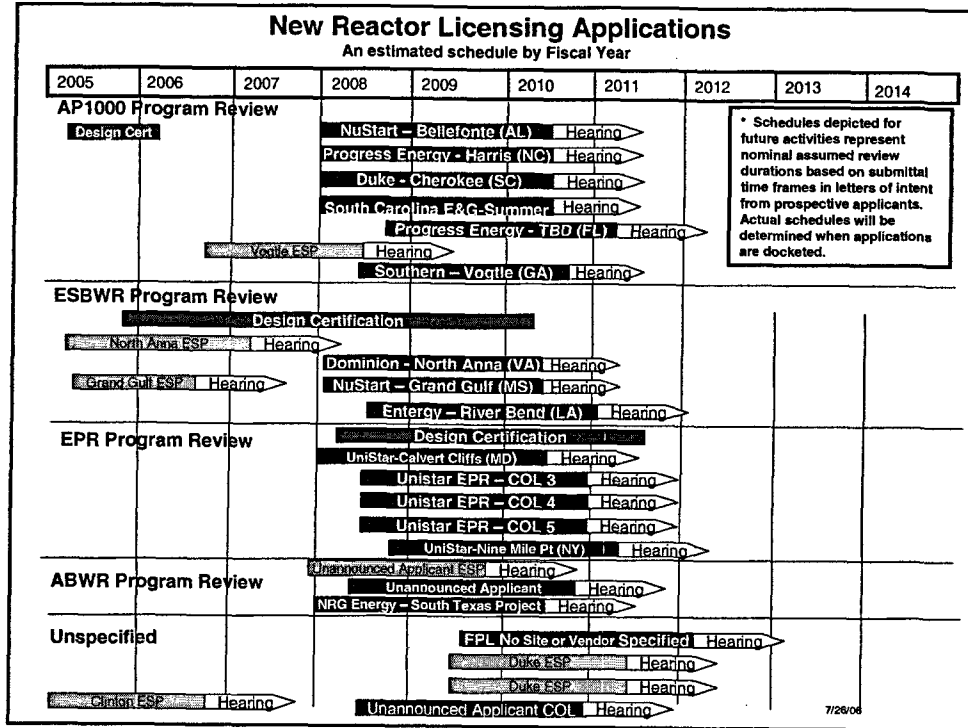 New Reactor Licensing Applications
An estimated schedule by Fiscal Year
2005 2006 2007 2008 2009 2010 2011 2012 2013 2014
AP1000 Program Review
Design Cert
NuStart – Bellefonte (AL) Hearing
Progress Energy - Harris (NC) Hearing
Duke - Cherokee (SC) Hearing
South Carolina E&G-Summer Hearing
Progress Energy - TBD (FL) Hearing
Vogtle ESP Hearing
Southern – Vogtle (GA) Hearing
* Schedules depicted for
future activities represent
nominal assumed review
durations based on submittal
time frames in letters of intent
from prospective applicants.
Actual schedules will be
determined when applications
are docketed.
ESBWR Program Review
Design Certification
North Anna ESP Hearing
Dominion - North Anna (VA) Hearing
Grand Gulf ESP Hearing
NuStart – Grand Gulf (MS) Hearing
Entergy – River Bend (LA) Hearing
EPR Program Review
Design Certification
UniStar-Calvert Cliffs (MD) Hearing
Unistar EPR – COL 3 Hearing
Unistar EPR – COL 4 Hearing
Unistar EPR – COL 5 Hearing
UniStar-Nine Mile Pt (NY) Hearing
ABWR Program Review
Unannounced Applicant ESP Hearing
Unannounced Applicant Hearing
NRG Energy – South Texas Project Hearing
Unspecified
FPL No Site or Vendor Specified Hearing
Duke ESP Hearing
Duke ESP Hearing
Clinton ESP Hearing
Unannounced Applicant COL Hearing
7/26/06